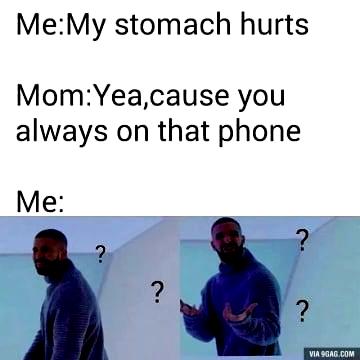 Me:My stomach hurts
Mom:Yea,cause you
always on that phone
Me:
?
?
?
?
VIA 9GAG.COM